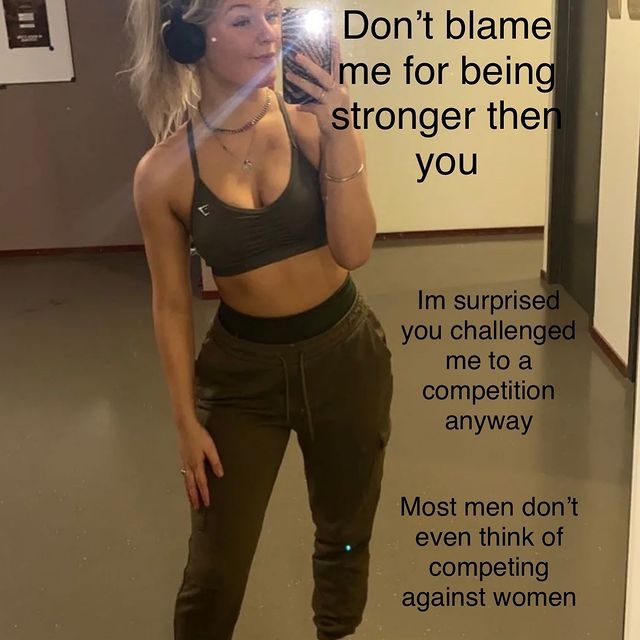 Don't blame
me for being
stronger then
you
Im surprised
you challenged
me to a
competition
anyway
Most men don't
even think of
competing
against women